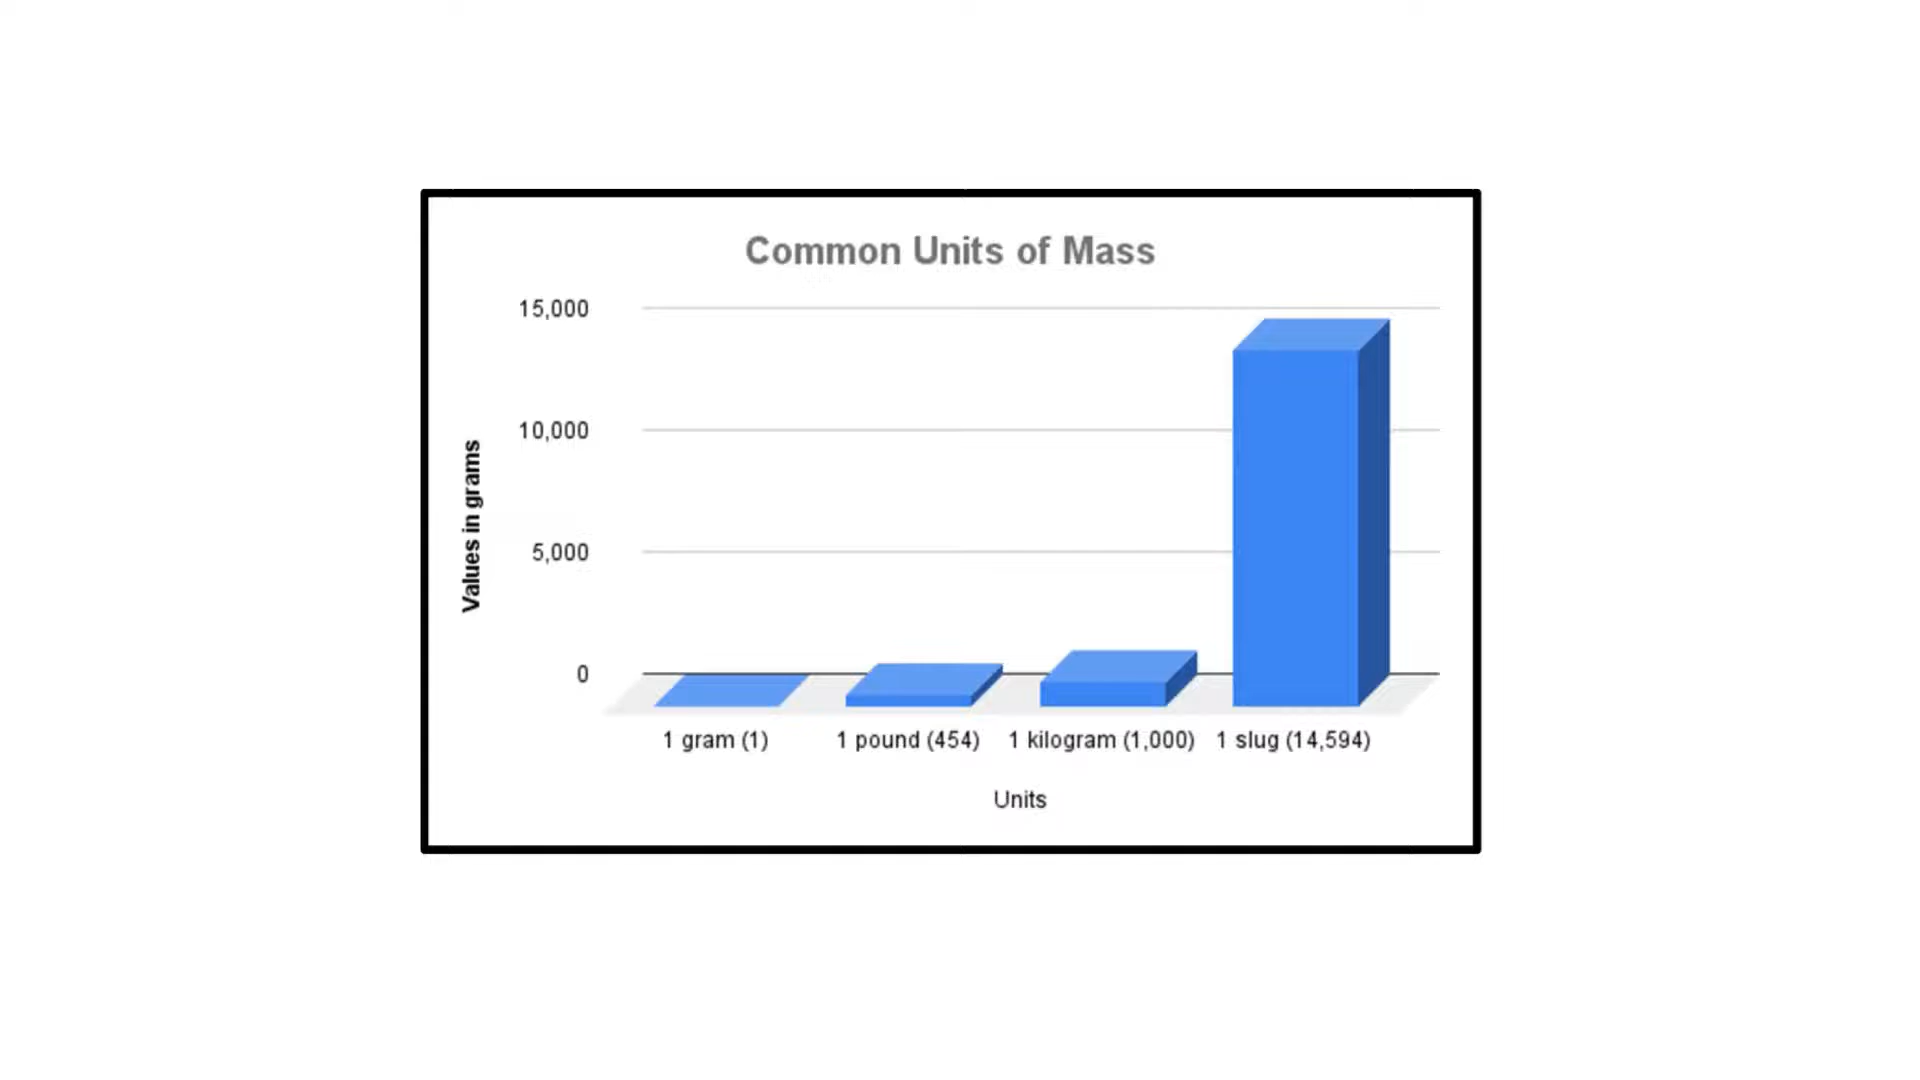 Common Units of Mass
15,000
10,000
5,000
0
Values in grams
1 gram (1)
1 pound (454)
1 kilogram (1,000)
1 slug (14,594)
Units